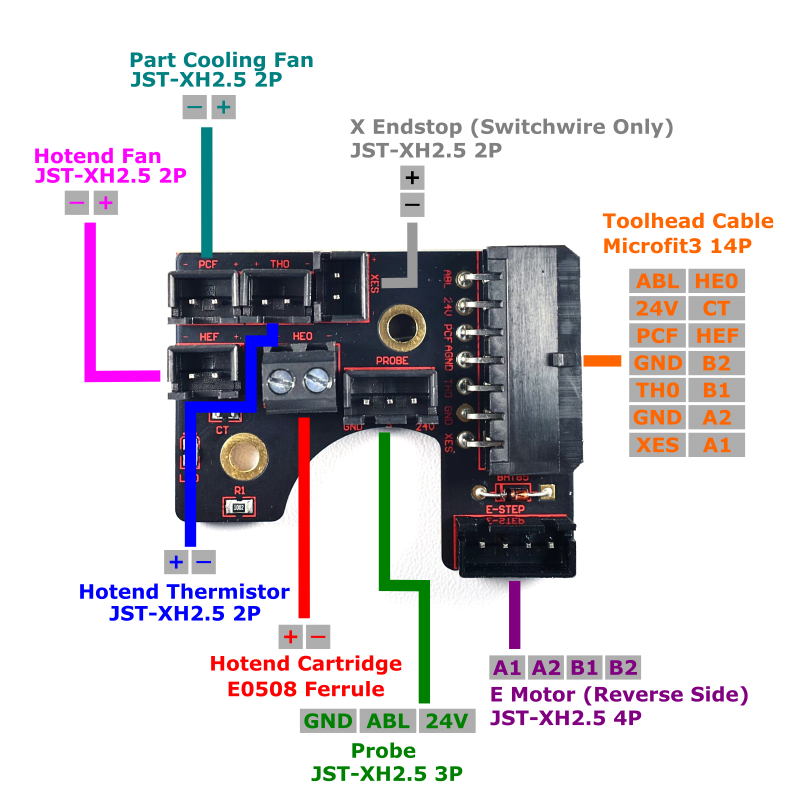 Part Cooling Fan
JST-XH2.5 2P
− +
X Endstop (Switchwire Only)
JST-XH2.5 2P
+
−
Hotend Fan
JST-XH2.5 2P
− +
Toolhead Cable
Microfit3 14P
ABL HE0
24V CT
PCF HEF
GND B2
TH0 B1
GND A2
XES A1
- PCF +
+ TH0 -
+
XES
- HEF +
+ HE0 -
PROBE
GND 24V
ABL
24V
PCF
AGND
TH0
GND
XES
CT
R1
1002
BAT85
E-STEP
E-STEP
+ −
Hotend Thermistor
JST-XH2.5 2P
+ −
Hotend Cartridge
E0508 Ferrule
GND ABL 24V
Probe
JST-XH2.5 3P
A1 A2 B1 B2
E Motor (Reverse Side)
JST-XH2.5 4P